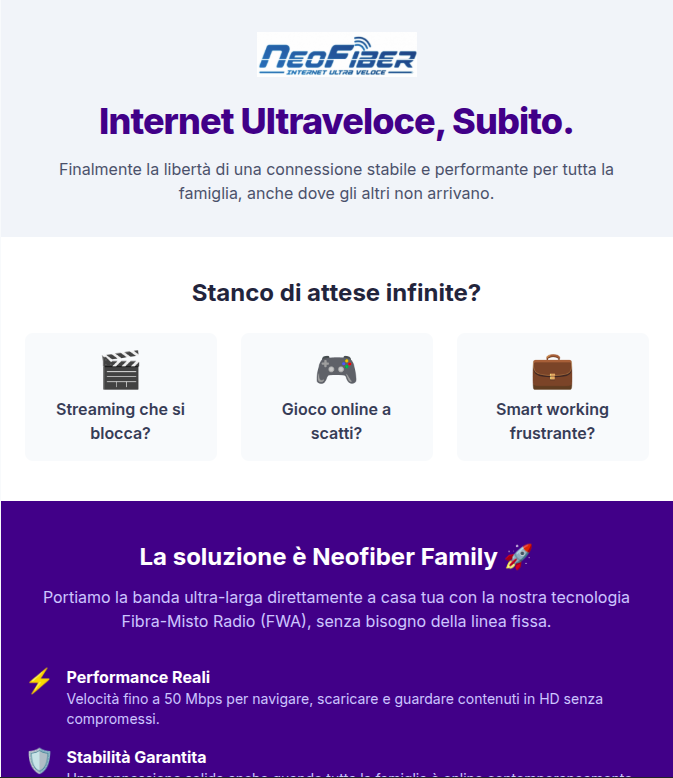 NEOFIBER
INTERNET ULTRA VELOCE
Internet Ultraveloce, Subito.
Finalmente la libertà di una connessione stabile e performante per tutta la
famiglia, anche dove gli altri non arrivano.
Stanco di attese infinite?
Streaming che si
blocca?
Gioco online a
scatti?
Smart working
frustrante?
La soluzione è Neofiber Family 🚀
Portiamo la banda ultra-larga direttamente a casa tua con la nostra tecnologia
Fibra-Misto Radio (FWA), senza bisogno della linea fissa.
Performance Reali
Velocità fino a 50 Mbps per navigare, scaricare e guardare contenuti in HD senza
compromessi.
Stabilità Garantita